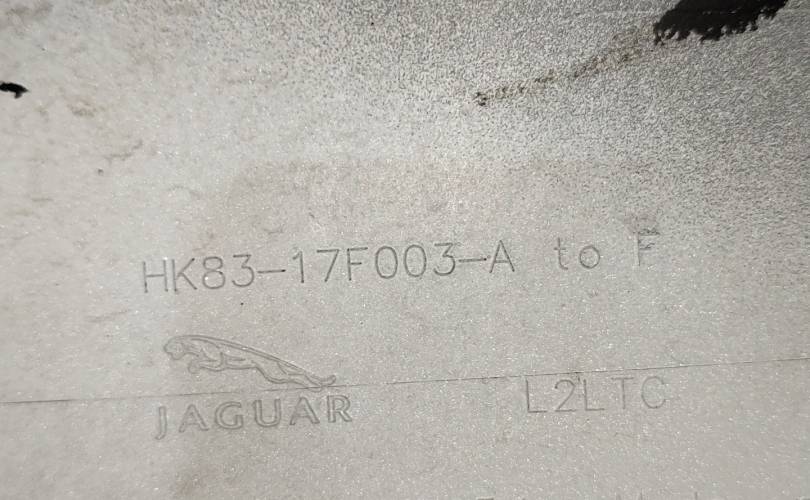 HK83-17F003-A to F
JAGUAR L2LTC